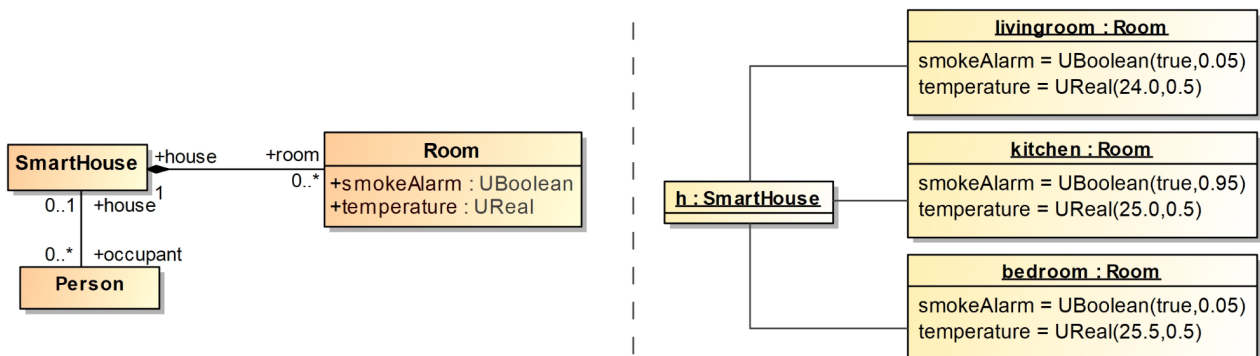 SmartHouse
+house
1
+room
0..*
Room
+smokeAlarm : UBoolean
+temperature : UReal
0..1
+house
0..*
+occupant
Person
h : SmartHouse
livingroom : Room
smokeAlarm = UBoolean(true,0.05)
temperature = UReal(24.0,0.5)
kitchen : Room
smokeAlarm = UBoolean(true,0.95)
temperature = UReal(25.0,0.5)
bedroom : Room
smokeAlarm = UBoolean(true,0.05)
temperature = UReal(25.5,0.5)